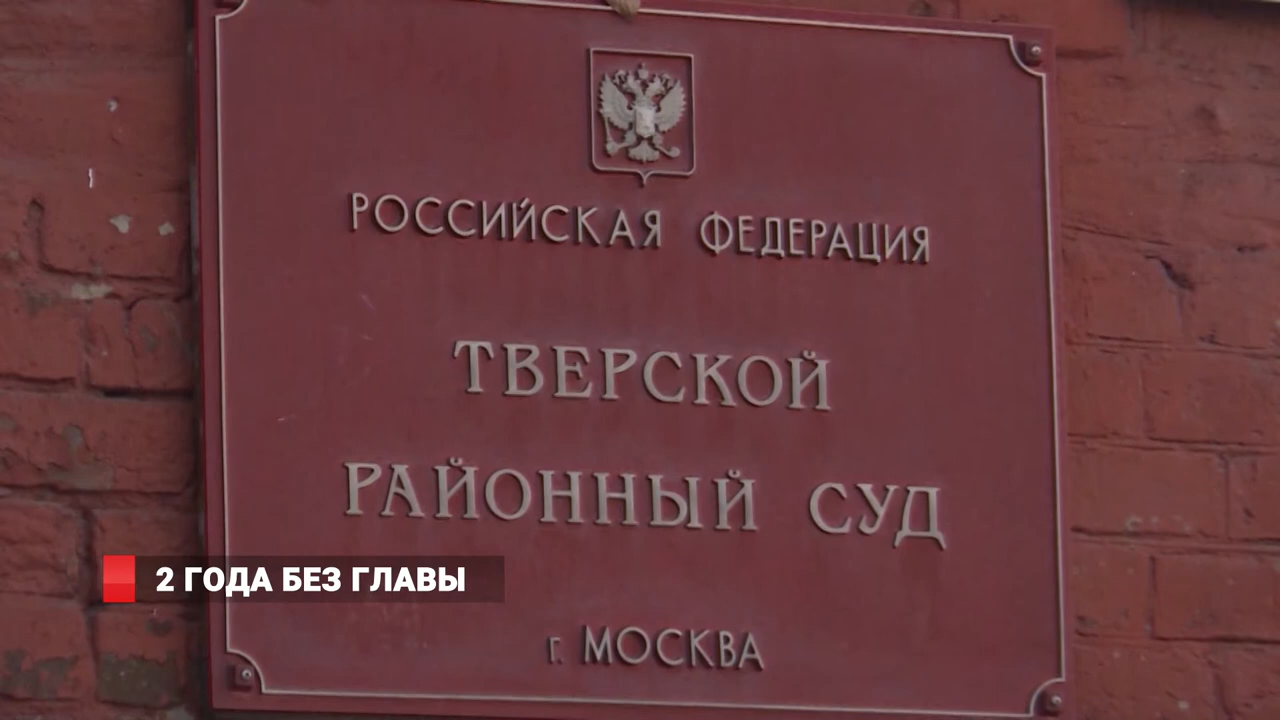 РОССИЙСКАЯ ФЕДЕРАЦИЯ
ТВЕРСКОЙ
РАЙОННЫЙ СУД
2 ГОДА БЕЗ ГЛАВЫ
г. МОСКВА